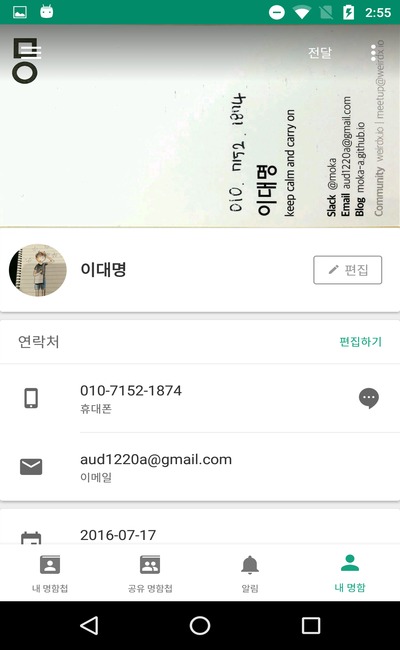 2:55
명
전달
010. 7152. 1874
이대명
keep calm and carry on
Slack @moka
Email aud1220a@gmail.com
Blog moka-a.github.io
Community weirdx.io | meetup@weirdx.io
이대명
편집
연락처
편집하기
010-7152-1874
휴대폰
aud1220a@gmail.com
이메일
2016-07-17
내 명함첩
공유 명함첩
알림
내 명함